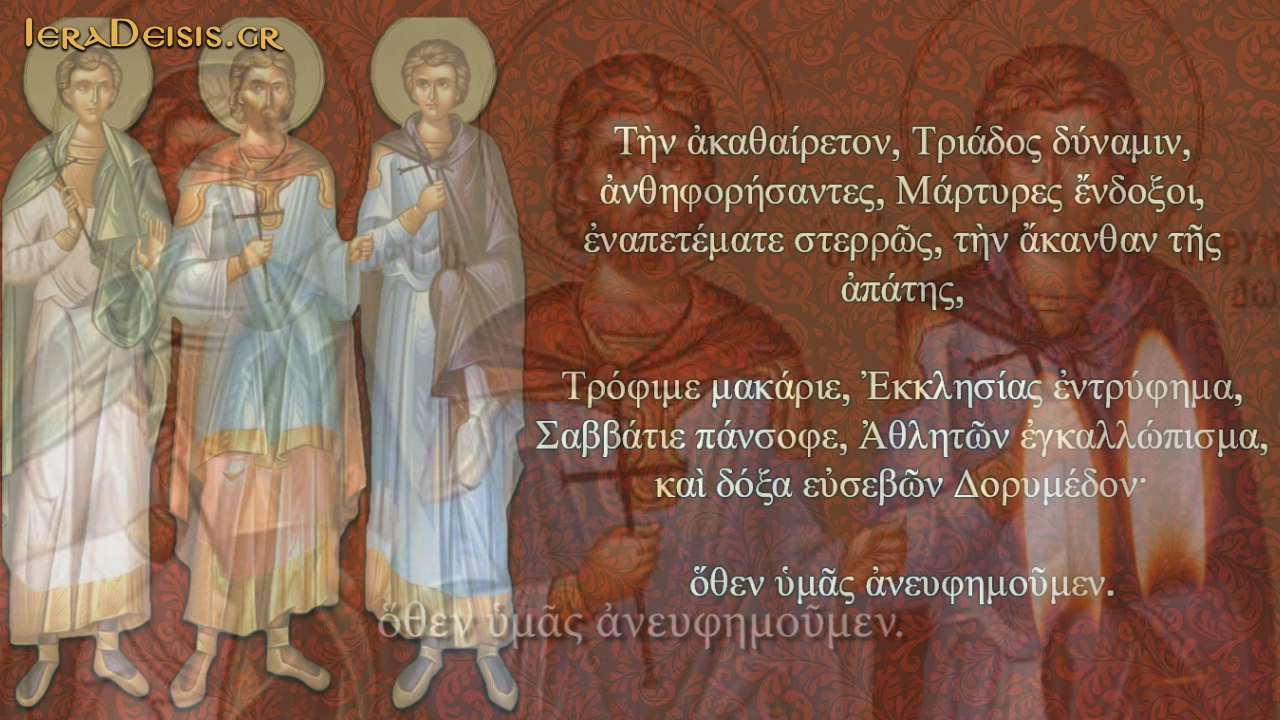 IeraDeisis.gr
Τὴν ἀκαθαίρετον, Τριάδος δύναμιν,
ἀνθηφορήσαντες, Μάρτυρες ἔνδοξοι,
ἐναπετέματε στερρῶς, τὴν ἄκανθαν τῆς
ἀπάτης,
Τρόφιμε μακάριε, Ἐκκλησίας ἐντρύφημα,
Σαββάτιε πάνσοφε, Ἀθλητῶν ἐγκαλλώπισμα,
καὶ δόξα εὐσεβῶν Δορυμέδον·
ὅθεν ὑμᾶς ἀνευφημοῦμεν.
ὅθεν ὑμᾶς ἀνευφημοῦμεν.